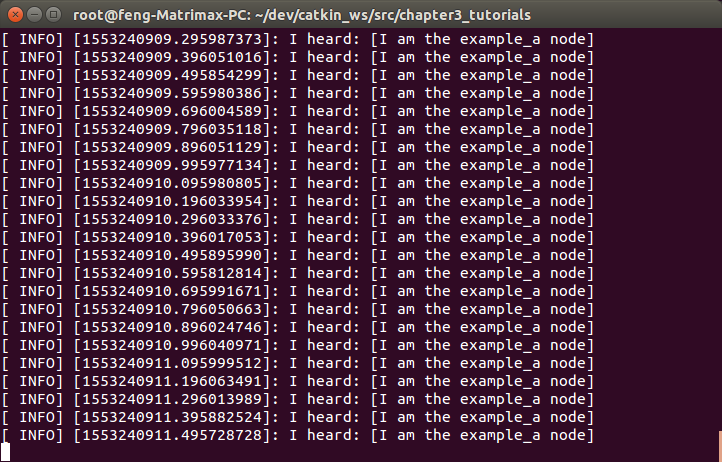 root@feng-Matrimax-PC: ~/dev/catkin_ws/src/chapter3_tutorials
[ INFO] [1553240909.295987373]: I heard: [I am the example_a node]
[ INFO] [1553240909.396051016]: I heard: [I am the example_a node]
[ INFO] [1553240909.495854299]: I heard: [I am the example_a node]
[ INFO] [1553240909.595980386]: I heard: [I am the example_a node]
[ INFO] [1553240909.696004589]: I heard: [I am the example_a node]
[ INFO] [1553240909.796035118]: I heard: [I am the example_a node]
[ INFO] [1553240909.896051129]: I heard: [I am the example_a node]
[ INFO] [1553240909.995977134]: I heard: [I am the example_a node]
[ INFO] [1553240910.095980805]: I heard: [I am the example_a node]
[ INFO] [1553240910.196033954]: I heard: [I am the example_a node]
[ INFO] [1553240910.296033376]: I heard: [I am the example_a node]
[ INFO] [1553240910.396017053]: I heard: [I am the example_a node]
[ INFO] [1553240910.495895990]: I heard: [I am the example_a node]
[ INFO] [1553240910.595812814]: I heard: [I am the example_a node]
[ INFO] [1553240910.695991671]: I heard: [I am the example_a node]
[ INFO] [1553240910.796050663]: I heard: [I am the example_a node]
[ INFO] [1553240910.896024746]: I heard: [I am the example_a node]
[ INFO] [1553240910.996040971]: I heard: [I am the example_a node]
[ INFO] [1553240911.095999512]: I heard: [I am the example_a node]
[ INFO] [1553240911.196063491]: I heard: [I am the example_a node]
[ INFO] [1553240911.296013989]: I heard: [I am the example_a node]
[ INFO] [1553240911.395882524]: I heard: [I am the example_a node]
[ INFO] [1553240911.495728728]: I heard: [I am the example_a node]